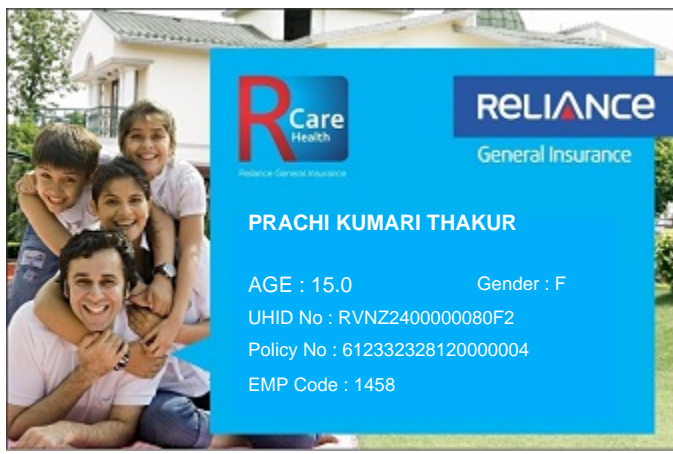 R Care
Health
Reliance General Insurance
RELIANCE
General Insurance
PRACHI KUMARI THAKUR
AGE : 15.0 Gender : F
UHID No : RVNZ2400000080F2
Policy No : 612332328120000004
EMP Code : 1458